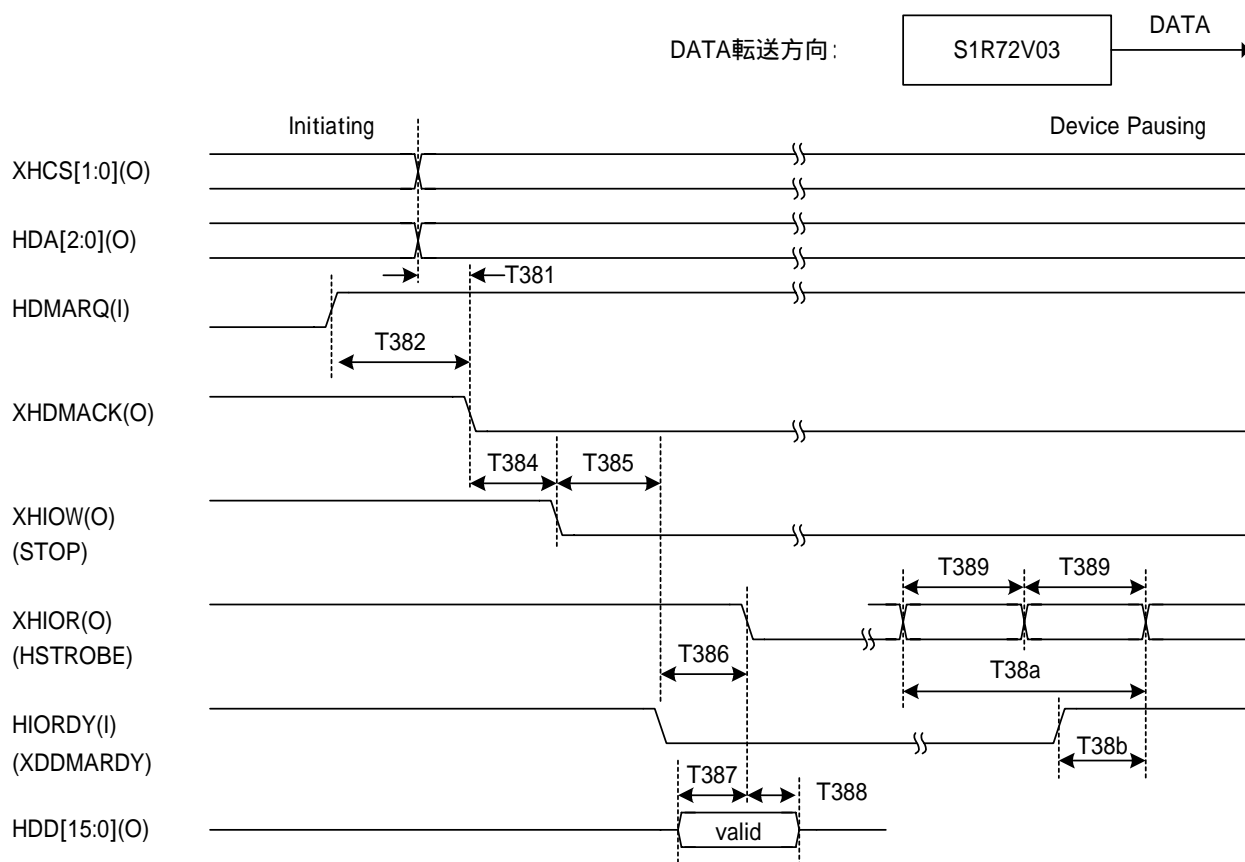 DATA転送方向:
S1R72V03
DATA
Initiating
Device Pausing
XHCS[1:0](O)
HDA[2:0](O)
T381
HDMARQ(I)
T382
XHDMACK(O)
T384
T385
XHIOW(O)
(STOP)
T389
T389
XHIOR(O)
(HSTROBE)
T386
T38a
HIORDY(I)
(XDDMARDY)
T38b
T387
T388
HDD[15:0](O)
valid